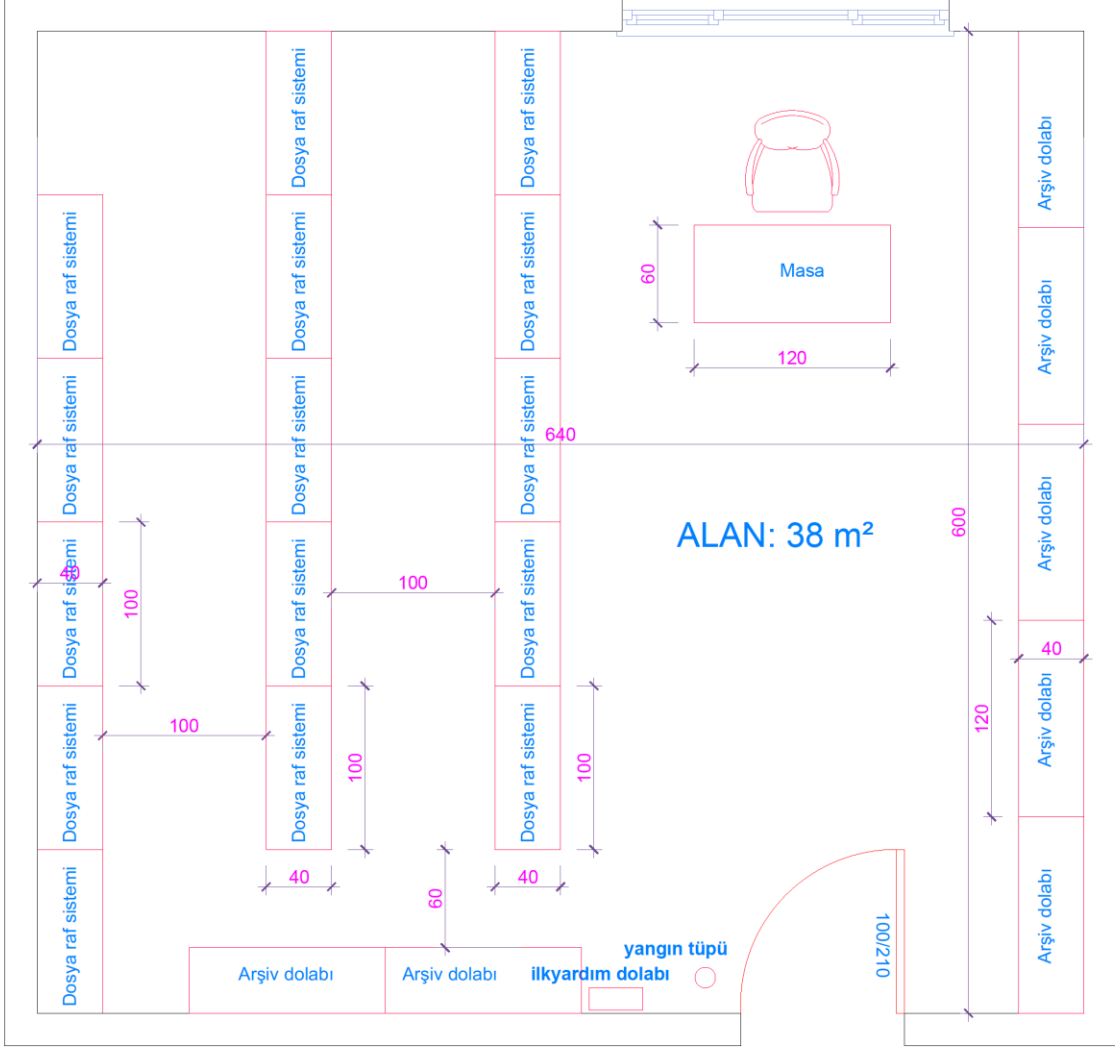 Dosya raf sistemi
Dosya raf sistemi
Arşiv dolabı
Dosya raf sistemi
Dosya raf sistemi
Dosya raf sistemi
60
Masa
Arşiv dolabı
120
Dosya raf sistemi
Dosya raf sistemi
Dosya raf sistemi
640
ALAN: 38 m²
600
Arşiv dolabı
40
Dosya raf sistemi
100
Dosya raf sistemi
100
Dosya raf sistemi
40
120
Arşiv dolabı
Dosya raf sistemi
100
Dosya raf sistemi
100
Dosya raf sistemi
100
40
40
60
Dosya raf sistemi
Arşiv dolabı
Arşiv dolabı
yangın tüpü
ilkyardım dolabı
100/210
Arşiv dolabı